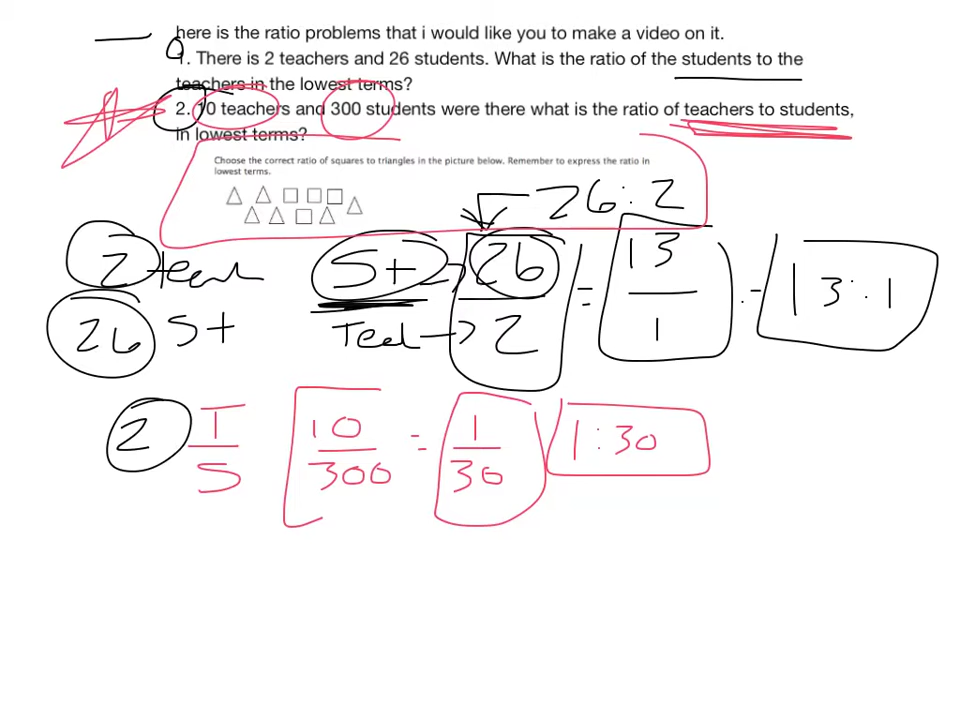 here is the ratio problems that i would like you to make a video on it.
1. There is 2 teachers and 26 students. What is the ratio of the students to the
teachers in the lowest terms?
2. 10 teachers and 300 students were there what is the ratio of teachers to students,
in lowest terms?
Choose the correct ratio of squares to triangles in the picture below. Remember to express the ratio in
lowest terms.
26:2
2 teach St → 26 = 13 = 13:1
26 St Teach → 2 1
2 T 10 = 1 1:30
S 300 30